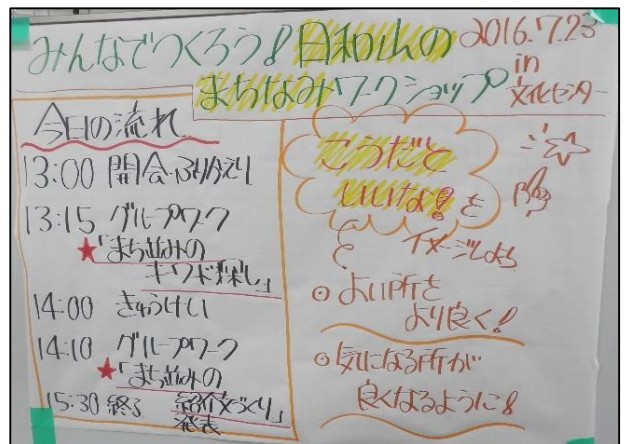 みんなでつくろう！日和山の
まちなみワークショップ
2016.7.23
in
文化センター
今日の流れ
13:00 開会・ふりかえり
13:15 グループワーク
★「まち並みの
キーワード探し」
14:00 きゅうけい
14:10 グループワーク
★「まち並みの
紹介文づくり」
15:30 終了 発表
こうだと
いいな！を
イメージしよう
◎よい所を
より良く！
◎気になる所が
良くなるように！